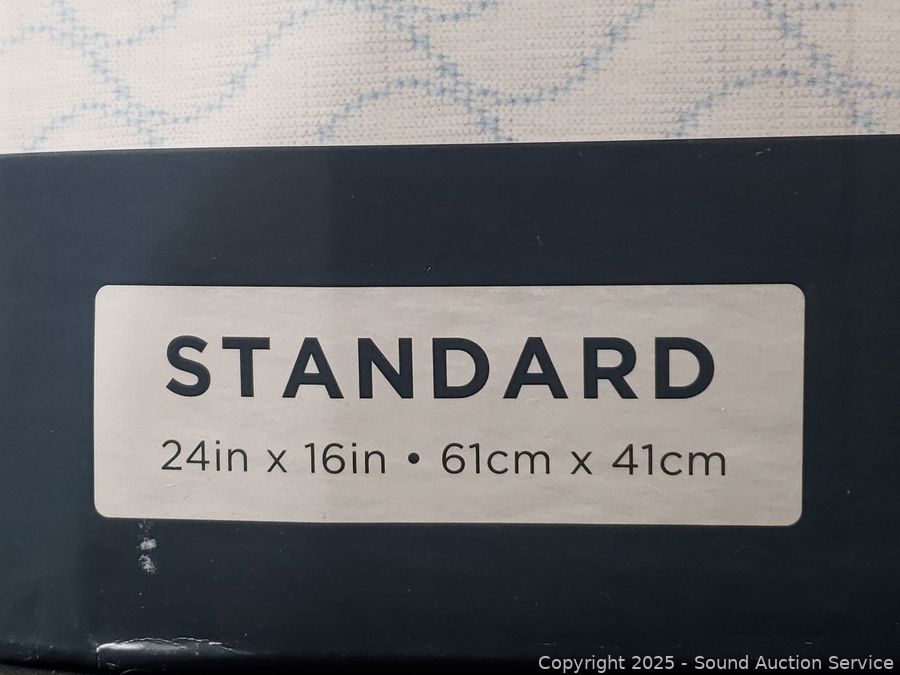 STANDARD
24in x 16in • 61cm x 41cm
Copyright 2025 - Sound Auction Service